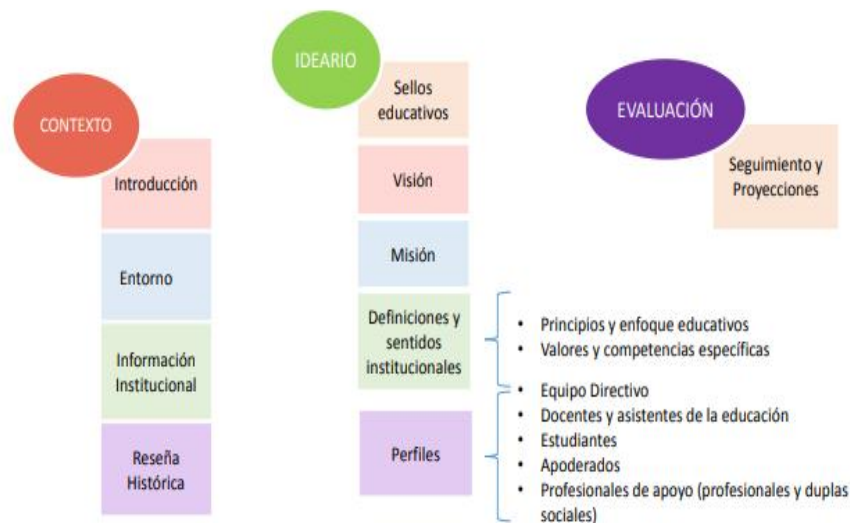 CONTEXTO
Introducción
Entorno
Información
Institucional
Reseña
Histórica
IDEARIO
Sellos
educativos
Visión
Misión
Definiciones y
sentidos
institucionales
• Principios y enfoque educativos
• Valores y competencias específicas
Perfiles
• Equipo Directivo
• Docentes y asistentes de la educación
• Estudiantes
• Apoderados
• Profesionales de apoyo (profesionales y duplas
sociales)
EVALUACIÓN
Seguimiento y
Proyecciones